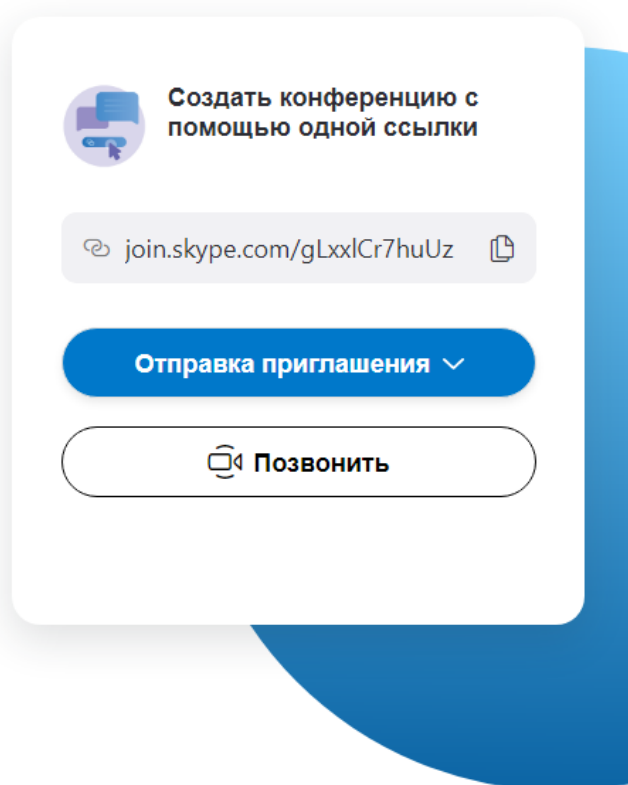 Создать конференцию с
помощью одной ссылки
join.skype.com/gLxxlCr7huUz
Отправка приглашения
Позвонить